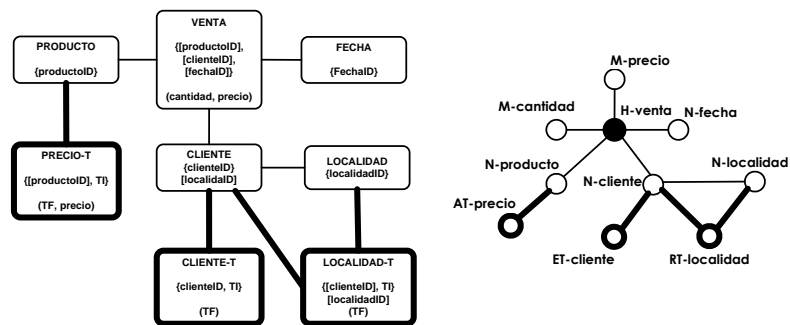 VENTA
{[productoID],
[clienteID],
[fechaID]}
(cantidad, precio)
PRODUCTO
{productoID}
FECHA
{FechaID}
PRECIO-T
{[productoID], TI}
(TF, precio)
CLIENTE
{clienteID}
[localidaID]
LOCALIDAD
{localidadID}
CLIENTE-T
{clienteID, TI}
(TF)
LOCALIDAD-T
{[clienteID], TI}
[localidadID]
(TF)
M-precio
M-cantidad
H-venta
N-fecha
N-producto
N-cliente
N-localidad
AT-precio
ET-cliente
RT-localidad